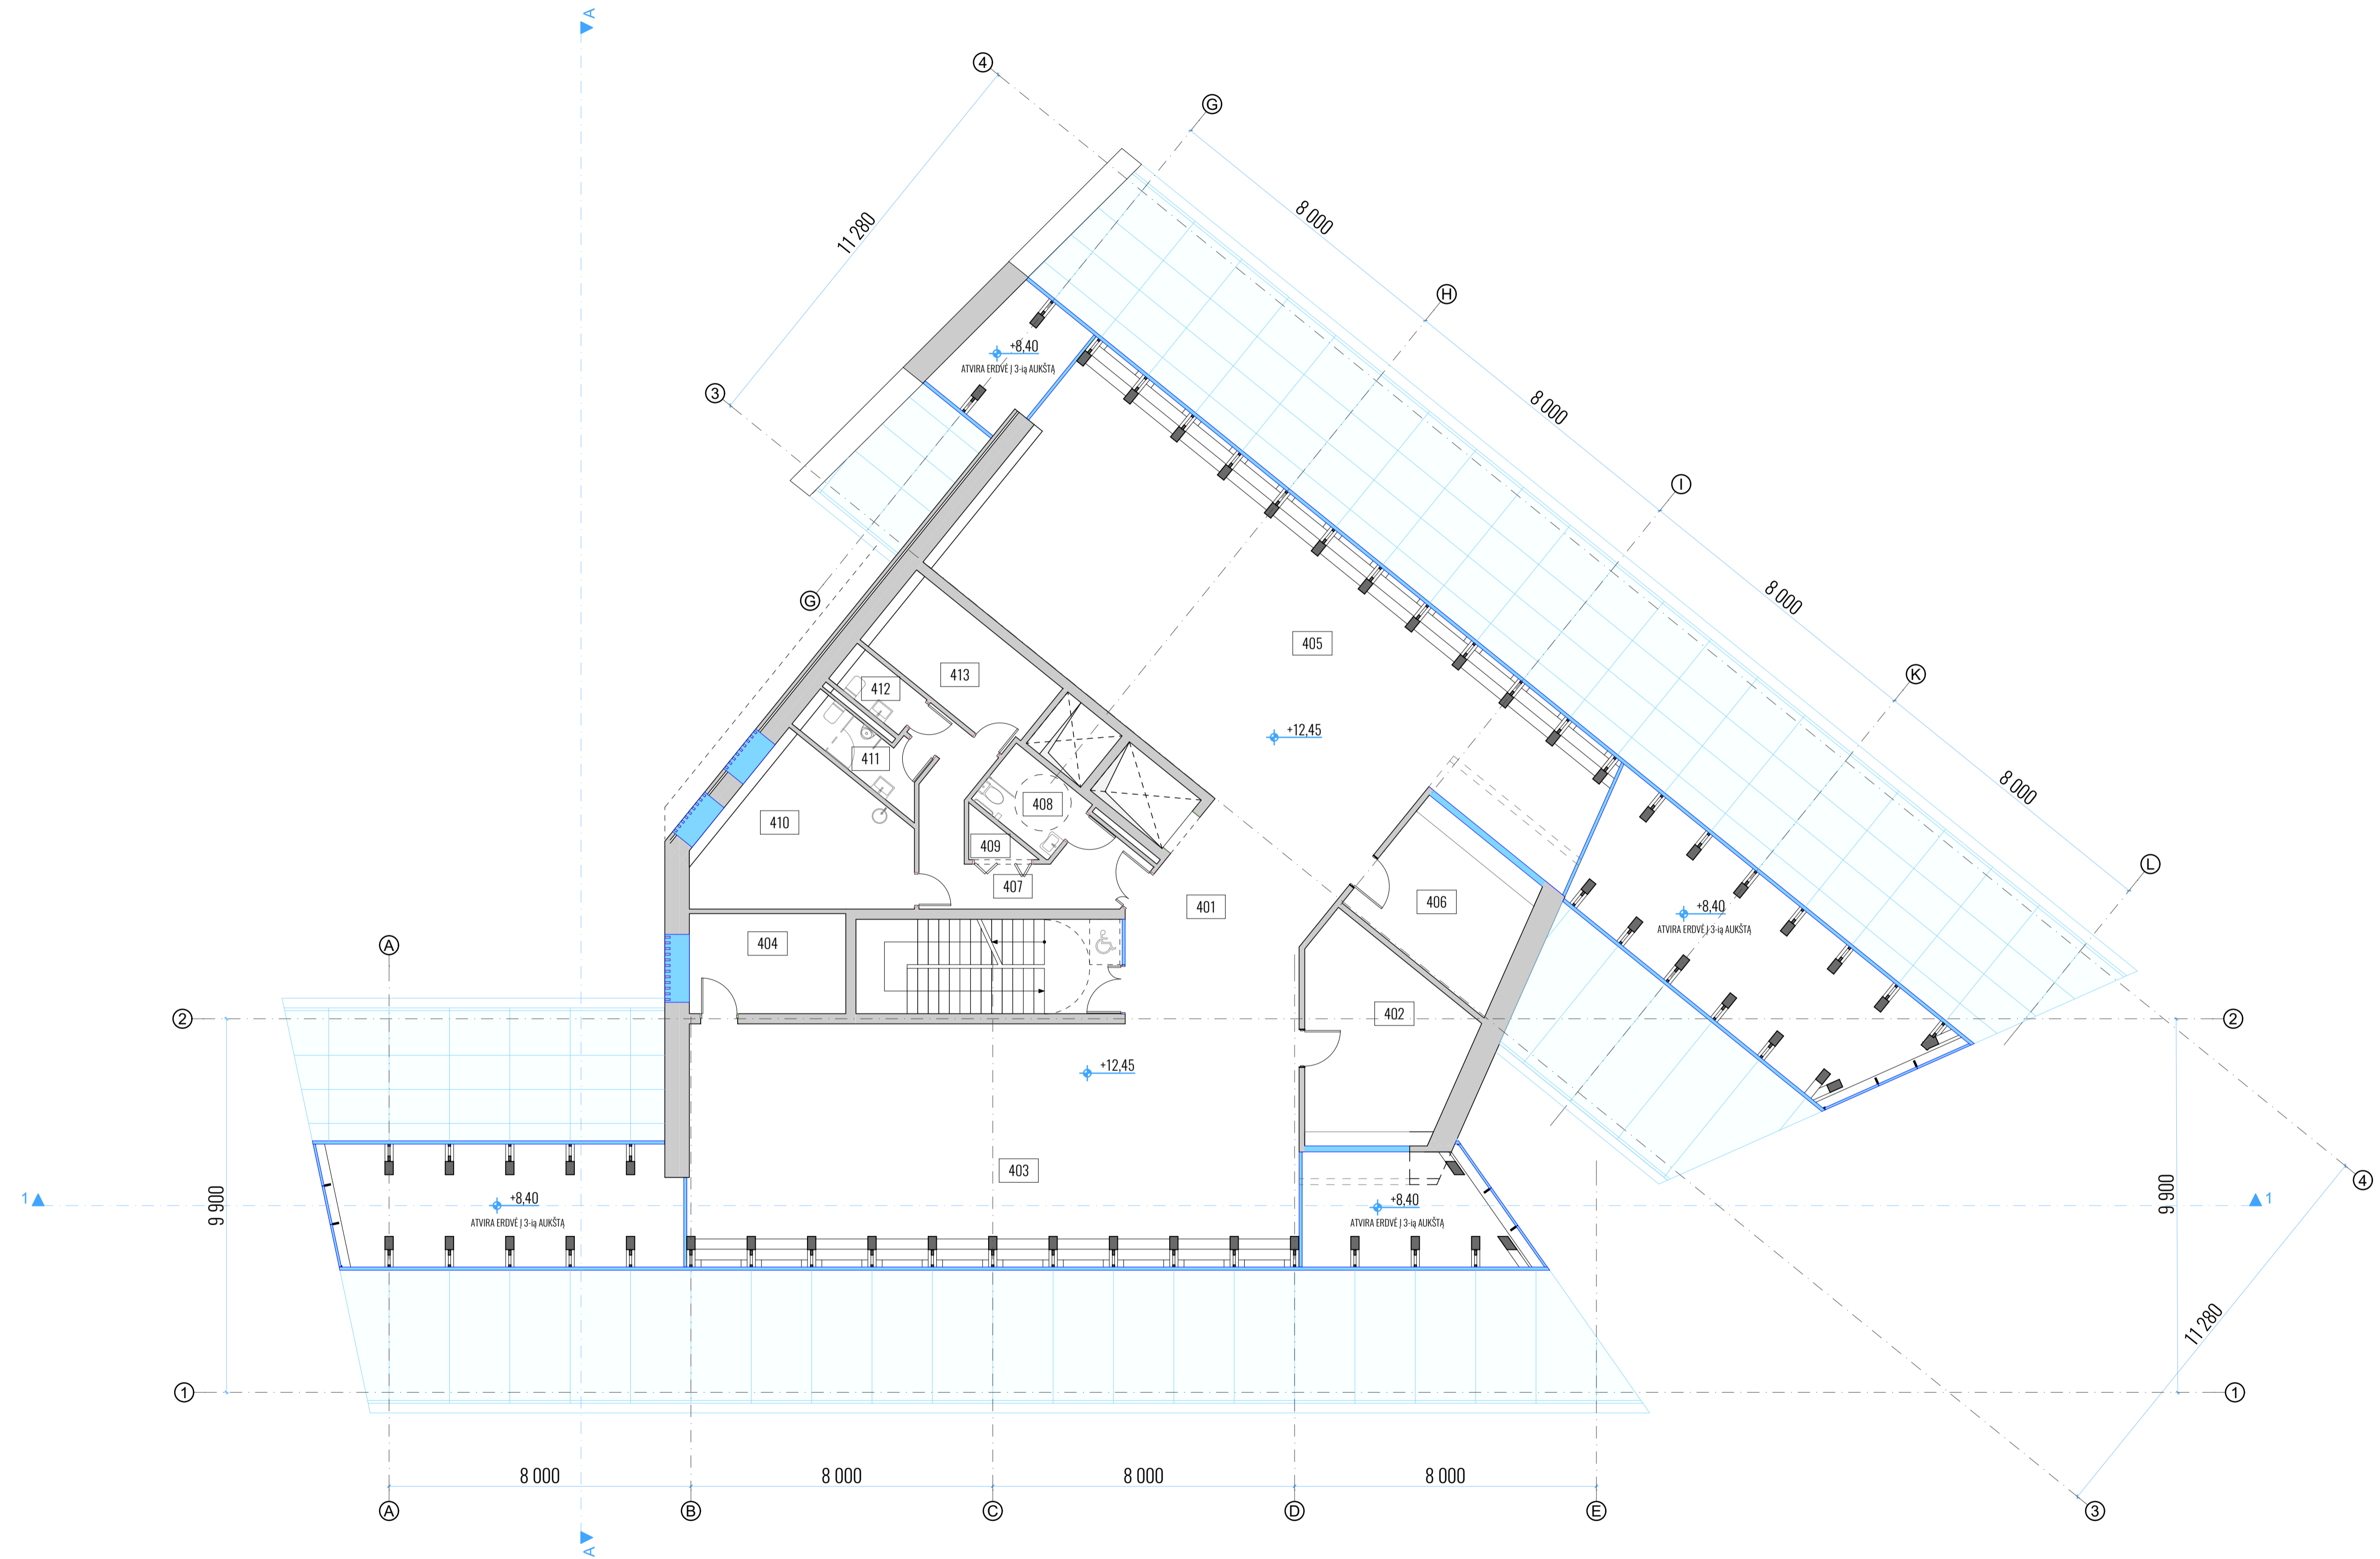 A
4
G
8 000
11 280
H
+8,40
ATVIRA ERDVĖ Į 3-ią AUKŠTĄ
3
8 000
I
G
8 000
405
413
K
412
+12,45
411
8 000
408
410
409
L
407
406
401
+8,40
ATVIRA ERDVĖ Į 3-ią AUKŠTĄ
404
A
402
2
2
+12,45
403
4
1
+8,40
ATVIRA ERDVĖ Į 3-ią AUKŠTĄ
+8,40
ATVIRA ERDVĖ Į 3-ią AUKŠTĄ
1
9 900
9 900
11 280
1
1
8 000
8 000
8 000
8 000
A
B
C
D
E
3
A